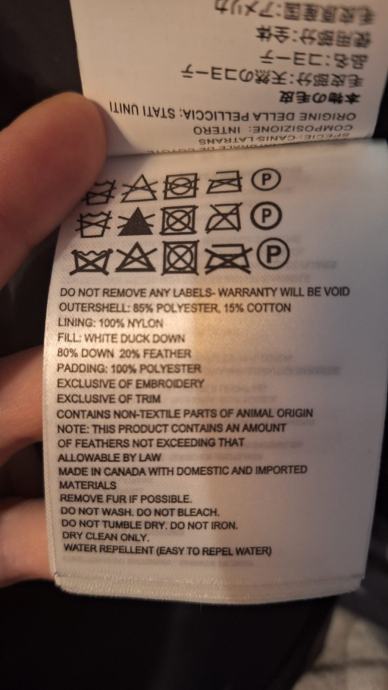 SPECIE: CANIS LATRANS
COMPOSIZIONE: INTERO
ORIGINE DELLA PELLICCIA: STATI UNITI
本物の毛皮
毛皮部分:天然のコヨーテ
品名:コヨーテ
使用部分:全体
毛皮原産国:アメリカ
P
P
P
DO NOT REMOVE ANY LABELS- WARRANTY WILL BE VOID
OUTERSHELL: 85% POLYESTER, 15% COTTON
LINING: 100% NYLON
FILL: WHITE DUCK DOWN
80% DOWN 20% FEATHER
PADDING: 100% POLYESTER
EXCLUSIVE OF EMBROIDERY
EXCLUSIVE OF TRIM
CONTAINS NON-TEXTILE PARTS OF ANIMAL ORIGIN
NOTE: THIS PRODUCT CONTAINS AN AMOUNT
OF FEATHERS NOT EXCEEDING THAT
ALLOWABLE BY LAW
MADE IN CANADA WITH DOMESTIC AND IMPORTED
MATERIALS
REMOVE FUR IF POSSIBLE.
DO NOT WASH. DO NOT BLEACH.
DO NOT TUMBLE DRY. DO NOT IRON.
DRY CLEAN ONLY.
WATER REPELLENT (EASY TO REPEL WATER)